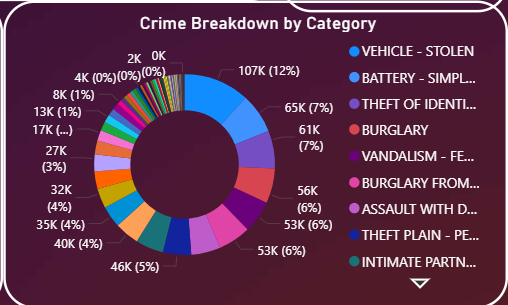 Crime Breakdown by Category
2K
(0%)
0K
(0%)
4K (0%)
8K (1%)
13K (1%)
17K (...)
27K
(3%)
32K
(4%)
35K (4%)
40K (4%)
46K (5%)
53K (6%)
53K (6%)
56K
(6%)
61K
(7%)
65K (7%)
107K (12%)
VEHICLE - STOLEN
BATTERY - SIMPL...
THEFT OF IDENTI...
BURGLARY
VANDALISM - FE...
BURGLARY FROM...
ASSAULT WITH D...
THEFT PLAIN - PE...
INTIMATE PARTN...